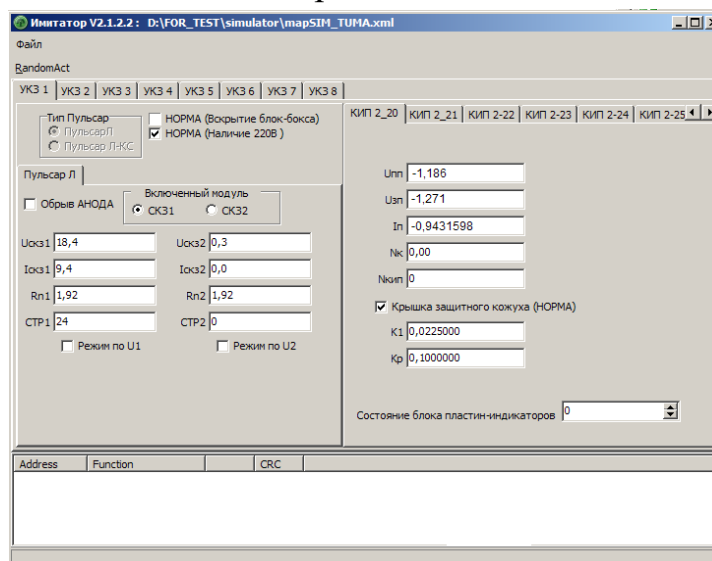 Имитатор V2.1.2.2 : D:\FOR_TEST\simulator\mapSIM_TUMA.xml
Файл
RandomAct
УКЗ 1 УКЗ 2 УКЗ 3 УКЗ 4 УКЗ 5 УКЗ 6 УКЗ 7 УКЗ 8
Тип Пульсар
ПульсарЛ
Пульсар Л-КС
НОРМА (Вскрытие блок-бокса)
НОРМА (Наличие 220В )
Пульсар Л
Обрыв АНОДА
Включенный модуль
СКЗ1 СКЗ2
Uскз1 18,4 Uскз2 0,3
Iскз1 9,4 Iскз2 0,0
Rп1 1,92 Rп2 1,92
СТР1 24 СТР2 0
Режим по U1 Режим по U2
КИП 2_20 КИП 2_21 КИП 2-22 КИП 2-23 КИП 2-24 КИП 2-25
Uпп -1,186
Uзп -1,271
Iп -0,9431598
Nк 0,00
Nкип 0
Крышка защитного кожуха (НОРМА)
К1 0,0225000
Кр 0,1000000
Состояние блока пластин-индикаторов 0
Address Function CRC